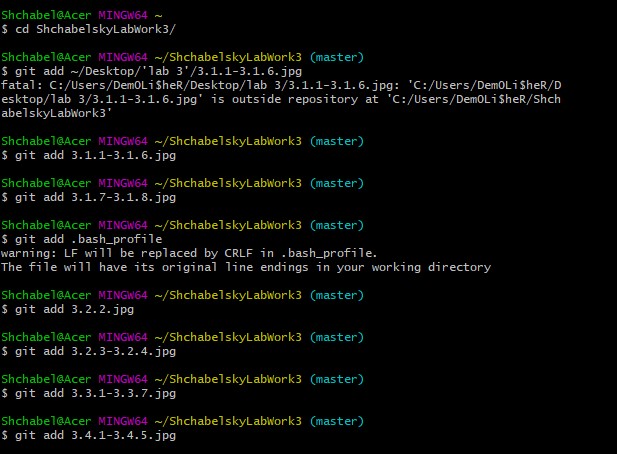 Shchabel@Acer MINGW64 ~
$ cd ShchabelskyLabWork3/
Shchabel@Acer MINGW64 ~/ShchabelskyLabWork3 (master)
$ git add ~/Desktop/'lab 3'/3.1.1-3.1.6.jpg
fatal: C:/Users/DemOLi$heR/Desktop/lab 3/3.1.1-3.1.6.jpg: 'C:/Users/DemOLi$heR/D
esktop/lab 3/3.1.1-3.1.6.jpg' is outside repository at 'C:/Users/DemOLi$heR/Shch
abelskyLabWork3'
Shchabel@Acer MINGW64 ~/ShchabelskyLabWork3 (master)
$ git add 3.1.1-3.1.6.jpg
Shchabel@Acer MINGW64 ~/ShchabelskyLabWork3 (master)
$ git add 3.1.7-3.1.8.jpg
Shchabel@Acer MINGW64 ~/ShchabelskyLabWork3 (master)
$ git add .bash_profile
warning: LF will be replaced by CRLF in .bash_profile.
The file will have its original line endings in your working directory
Shchabel@Acer MINGW64 ~/ShchabelskyLabWork3 (master)
$ git add 3.2.2.jpg
Shchabel@Acer MINGW64 ~/ShchabelskyLabWork3 (master)
$ git add 3.2.3-3.2.4.jpg
Shchabel@Acer MINGW64 ~/ShchabelskyLabWork3 (master)
$ git add 3.3.1-3.3.7.jpg
Shchabel@Acer MINGW64 ~/ShchabelskyLabWork3 (master)
$ git add 3.4.1-3.4.5.jpg